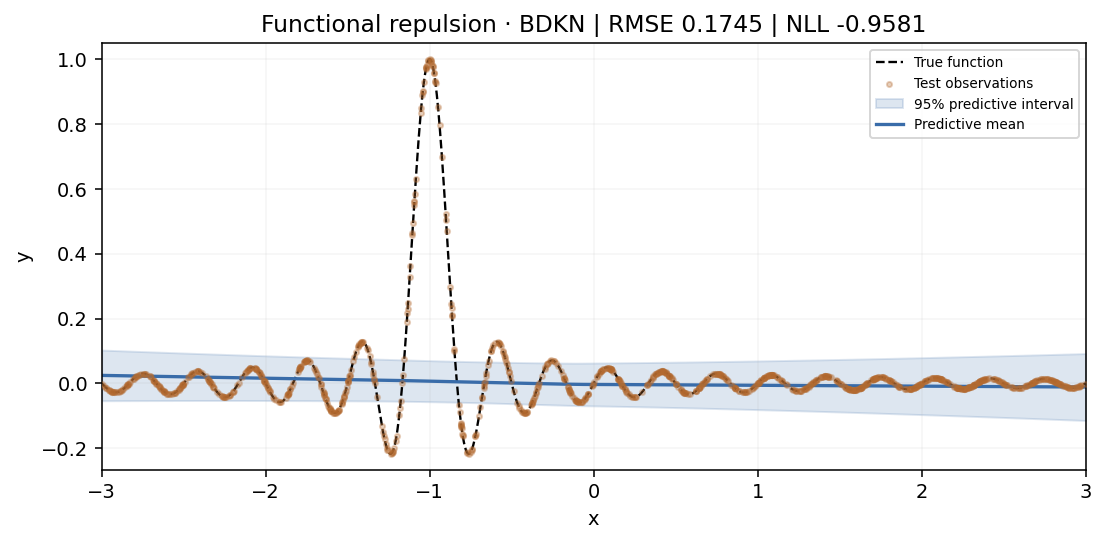 Functional repulsion · BDKN | RMSE 0.1745 | NLL -0.9581
True function
Test observations
95% predictive interval
Predictive mean
1.0
0.8
0.6
0.4
0.2
0.0
−0.2
y
−3 −2 −1 0 1 2 3
x